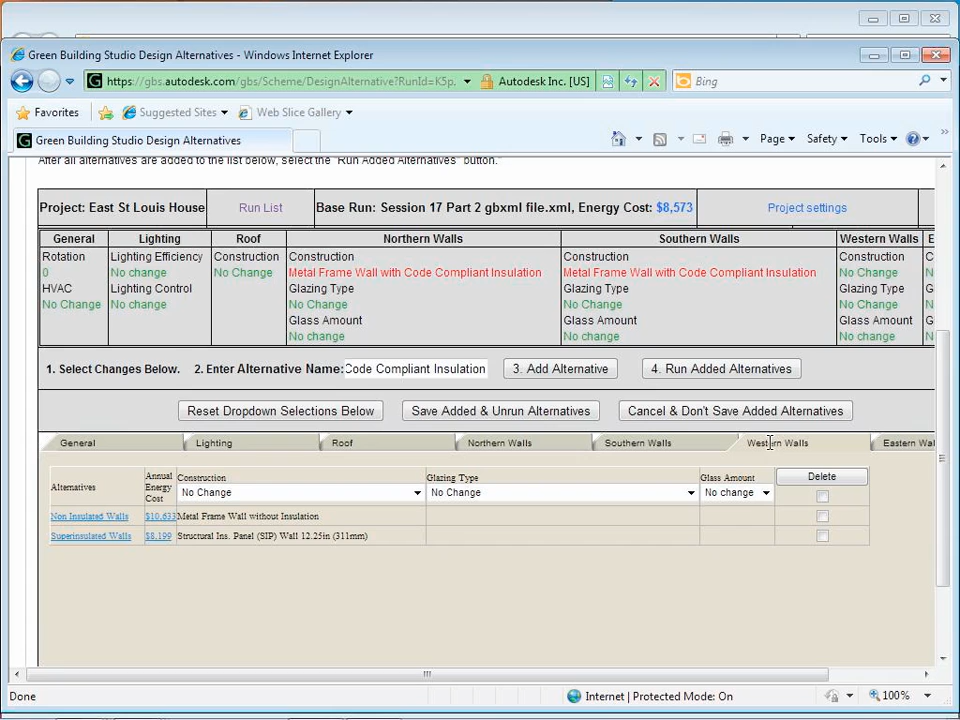 Green Building Studio Design Alternatives - Windows Internet Explorer
https://gbs.autodesk.com/gbs/Scheme/DesignAlternative?RunId=K5p. Autodesk Inc. [US] Bing
Favorites Suggested Sites Web Slice Gallery
Green Building Studio Design Alternatives Page Safety Tools
After all alternatives are added to the list below, select the "Run Added Alternatives" button."
Project: East St Louis House Run List Base Run: Session 17 Part 2 gbxml file.xml, Energy Cost: $8,573 Project settings
General Lighting Roof Northern Walls Southern Walls Western Walls E
Rotation Lighting Efficiency Construction Construction Construction Construction
0 No change No Change Metal Frame Wall with Code Compliant Insulation Metal Frame Wall with Code Compliant Insulation No Change
HVAC Lighting Control Glazing Type Glazing Type Glazing Type
No Change No change No Change No Change No Change
Glass Amount Glass Amount Glass Amount
No change No change No change
1. Select Changes Below. 2. Enter Alternative Name: Code Compliant Insulation 3. Add Alternative 4. Run Added Alternatives
Reset Dropdown Selections Below Save Added & Unrun Alternatives Cancel & Don't Save Added Alternatives
General Lighting Roof Northern Walls Southern Walls Western Walls Eastern Wal
Alternatives Annual Energy Cost Construction Glazing Type Glass Amount Delete
No Change No Change No change
Non Insulated Walls $10,633 Metal Frame Wall without Insulation
Superinsulated Walls $8,199 Structural Ins. Panel (SIP) Wall 12.25in (311mm)
Done Internet | Protected Mode: On 100%